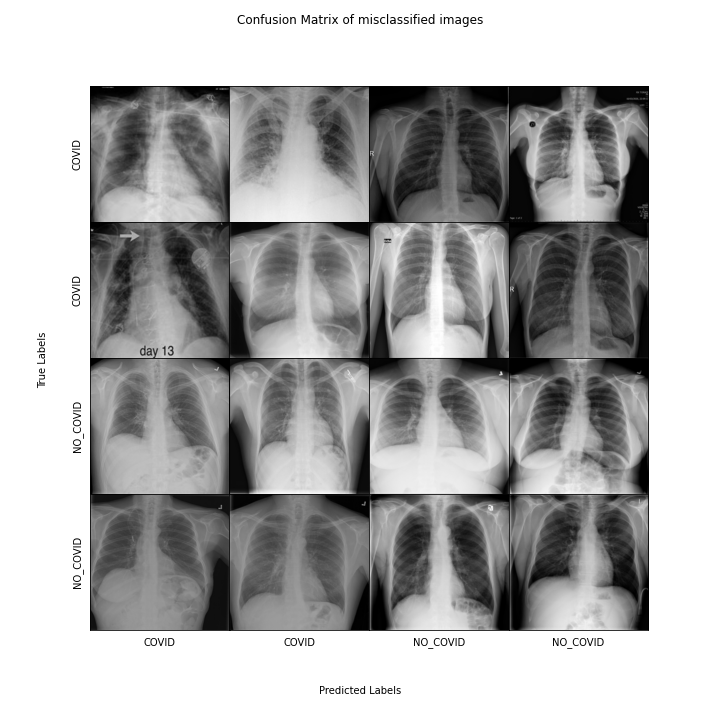 Confusion Matrix of misclassified images
COVID
R
COVID
day 13
R
True Labels
NO_COVID
NO_COVID
COVID
COVID
NO_COVID
NO_COVID
Predicted Labels